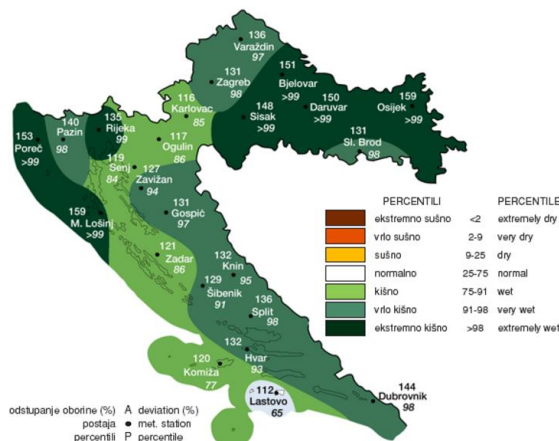 136
Varaždin
97
131
Zagreb
98
151
Bjelovar
>99
150
Daruvar
>99
159
Osijek
>99
116
Karlovac
85
148
Sisak
>99
131
Sl. Brod
98
153
Poreč
>99
140
Pazin
98
135
Rijeka
99
117
Ogulin
86
119
Senj
84
127
Zavižan
94
131
Gospić
97
159
M. Lošinj
>99
121
Zadar
86
132
Knin
95
129
Šibenik
91
136
Split
98
132
Hvar
93
120
Komiža
77
112
Lastovo
65
144
Dubrovnik
98
PERCENTILI PERCENTILE
ekstremno sušno <2 extremely dry
vrlo sušno 2-9 very dry
sušno 9-25 dry
normalno 25-75 normal
kišno 75-91 wet
vrlo kišno 91-98 very wet
ekstremno kišno >98 extremely wet
odstupanje oborine (%) A deviation (%)
postaja met. station
percentili P percentile